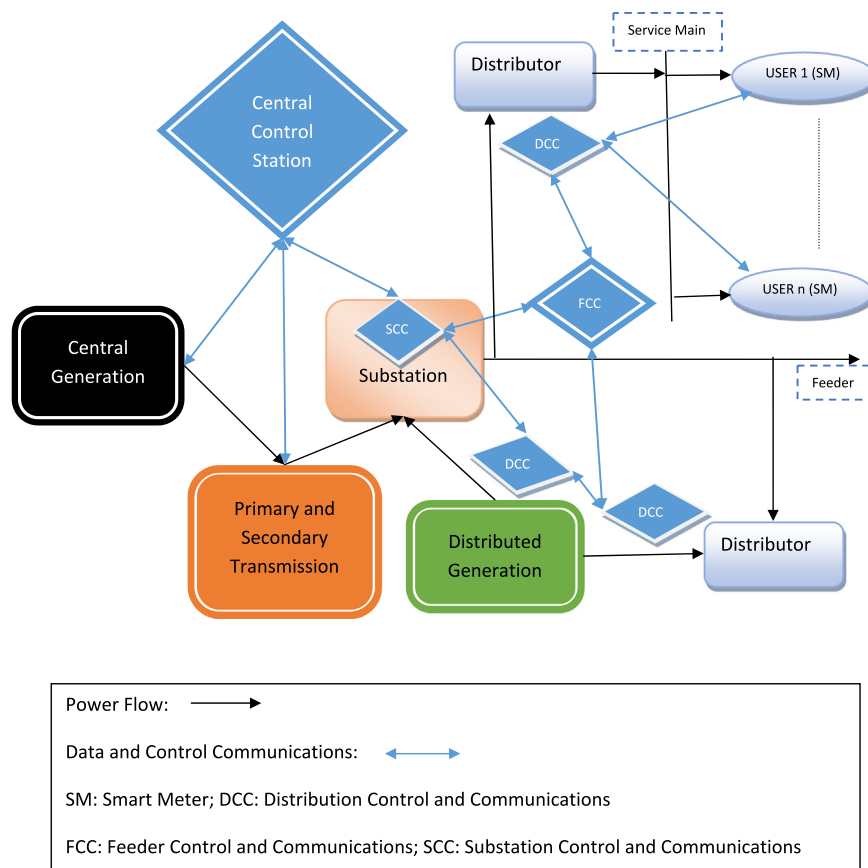 Service Main
Distributor
USER 1 (SM)
Central
Control
Station
DCC
USER n (SM)
FCC
SCC
Central
Generation
Substation
Feeder
DCC
DCC
Primary and
Secondary
Transmission
Distributed
Generation
Distributor
Power Flow:
Data and Control Communications:
SM: Smart Meter; DCC: Distribution Control and Communications
FCC: Feeder Control and Communications; SCC: Substation Control and Communications